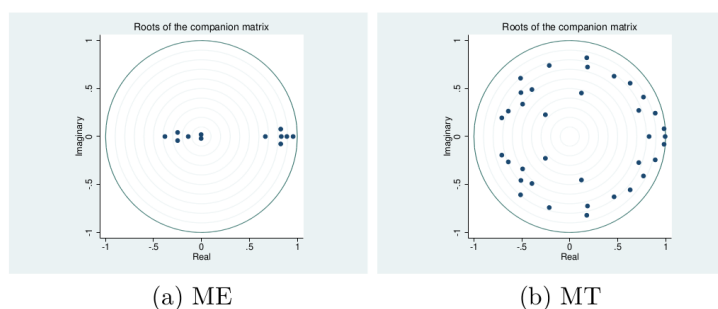 Roots of the companion matrix
Imaginary
1
.5
0
-.5
-1
-1
-.5
0
.5
1
Real
(a) ME
Roots of the companion matrix
Imaginary
1
.5
0
-.5
-1
-1
-.5
0
.5
1
Real
(b) MT